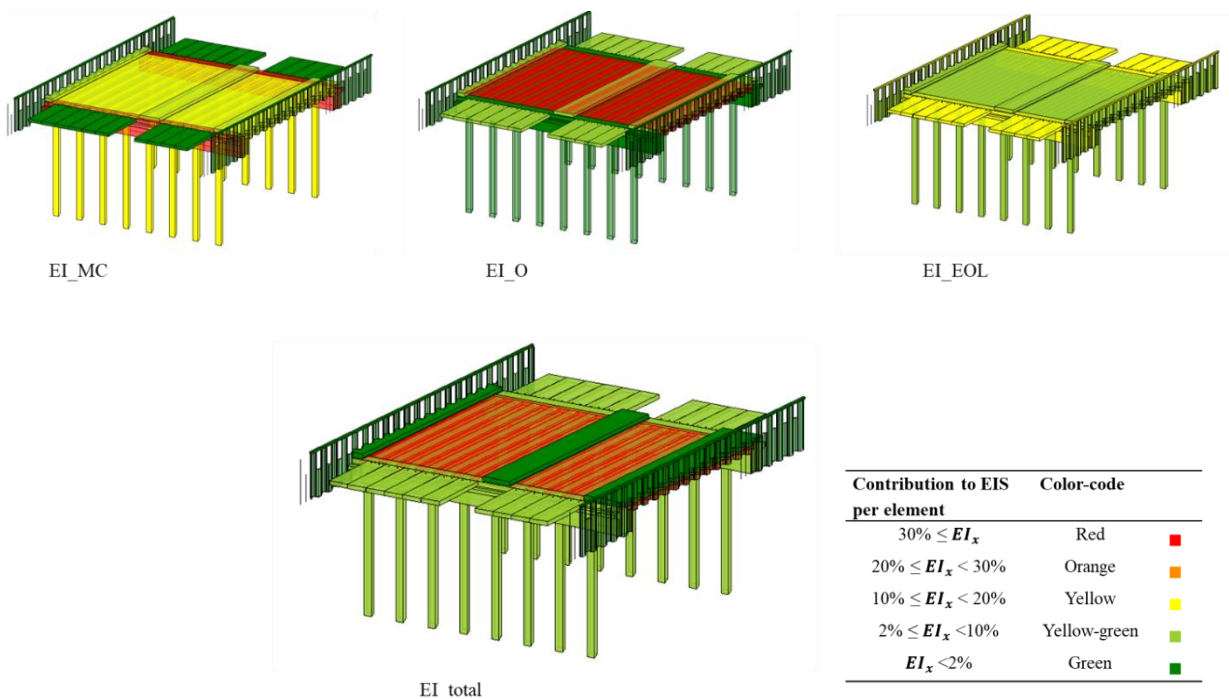 EI_MC
EI_O
EI_EOL
EI_total
Contribution to EIS per element Color-code
30% ≤ EIₓ Red
20% ≤ EIₓ < 30% Orange
10% ≤ EIₓ < 20% Yellow
2% ≤ EIₓ <10% Yellow-green
EIₓ <2% Green